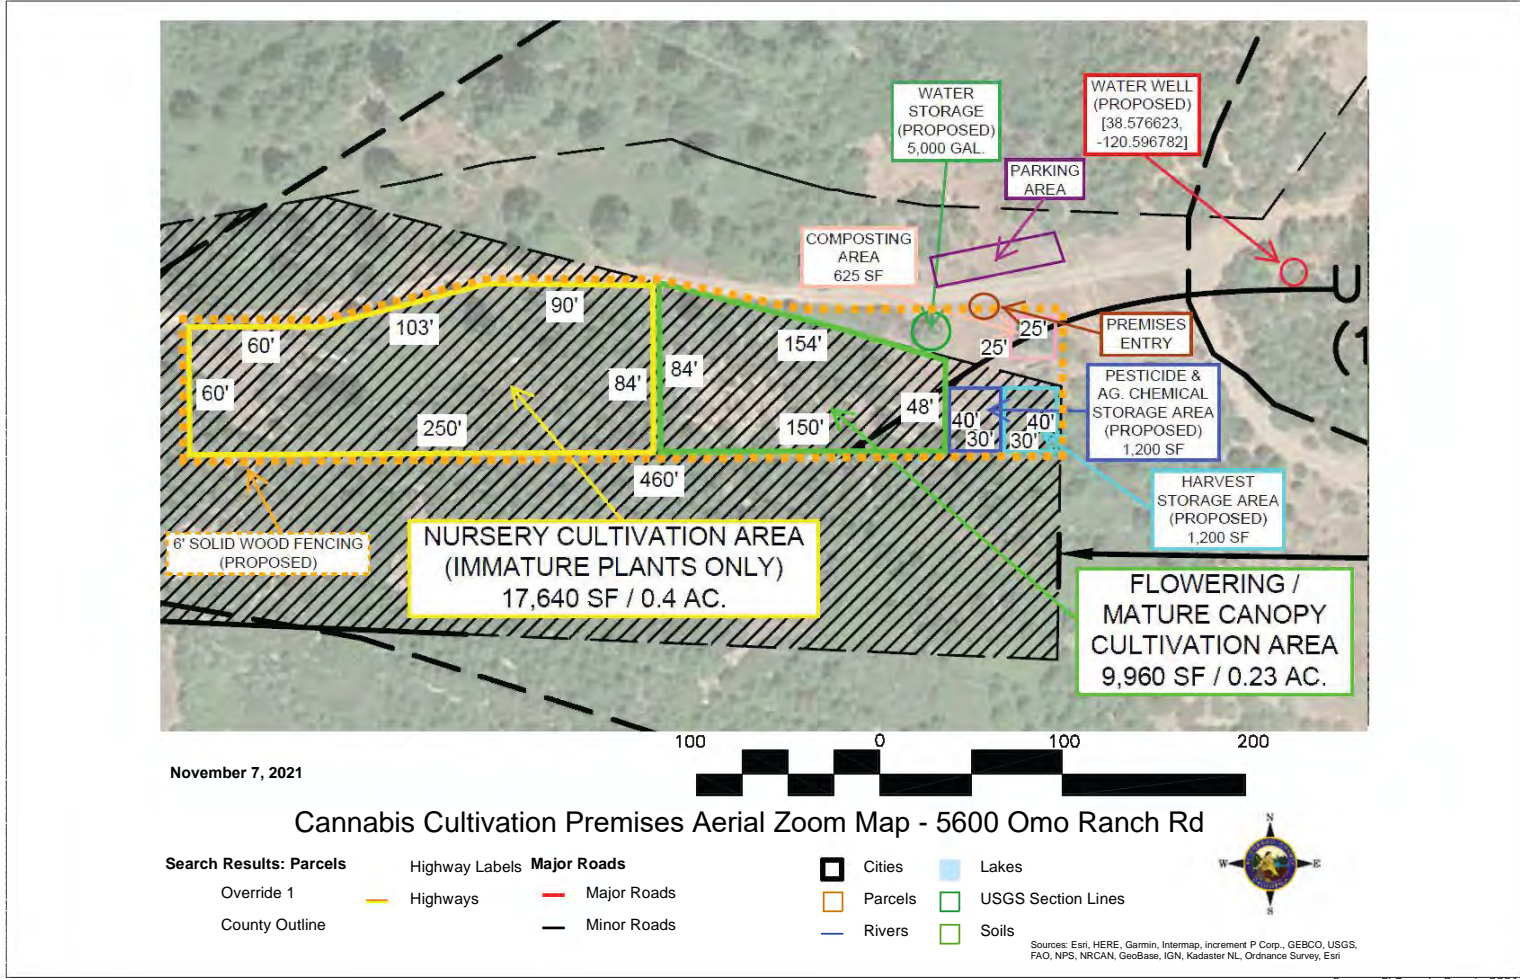 WATER
STORAGE
(PROPOSED)
5,000 GAL.
WATER WELL
(PROPOSED)
[38.576623,
-120.596782]
PARKING
AREA
COMPOSTING
AREA
625 SF
U
(1
PREMISES
ENTRY
25'
25'
90'
103'
60'
60'
84'
84'
154'
250'
150'
48'
40'
30'
40'
30'
460'
PESTICIDE &
AG. CHEMICAL
STORAGE AREA
(PROPOSED)
1,200 SF
HARVEST
STORAGE AREA
(PROPOSED)
1,200 SF
6' SOLID WOOD FENCING
(PROPOSED)
NURSERY CULTIVATION AREA
(IMMATURE PLANTS ONLY)
17,640 SF / 0.4 AC.
FLOWERING /
MATURE CANOPY
CULTIVATION AREA
9,960 SF / 0.23 AC.
100 0 100 200
November 7, 2021
Cannabis Cultivation Premises Aerial Zoom Map - 5600 Omo Ranch Rd
N
W E
S
Search Results: Parcels
Override 1
County Outline
Highway Labels
Highways
Major Roads
Major Roads
Minor Roads
Cities
Parcels
Rivers
Lakes
USGS Section Lines
Soils
Sources: Esri, HERE, Garmin, Intermap, increment P Corp., GEBCO, USGS,
FAO, NPS, NRCAN, GeoBase, IGN, Kadaster NL, Ordnance Survey, Esri